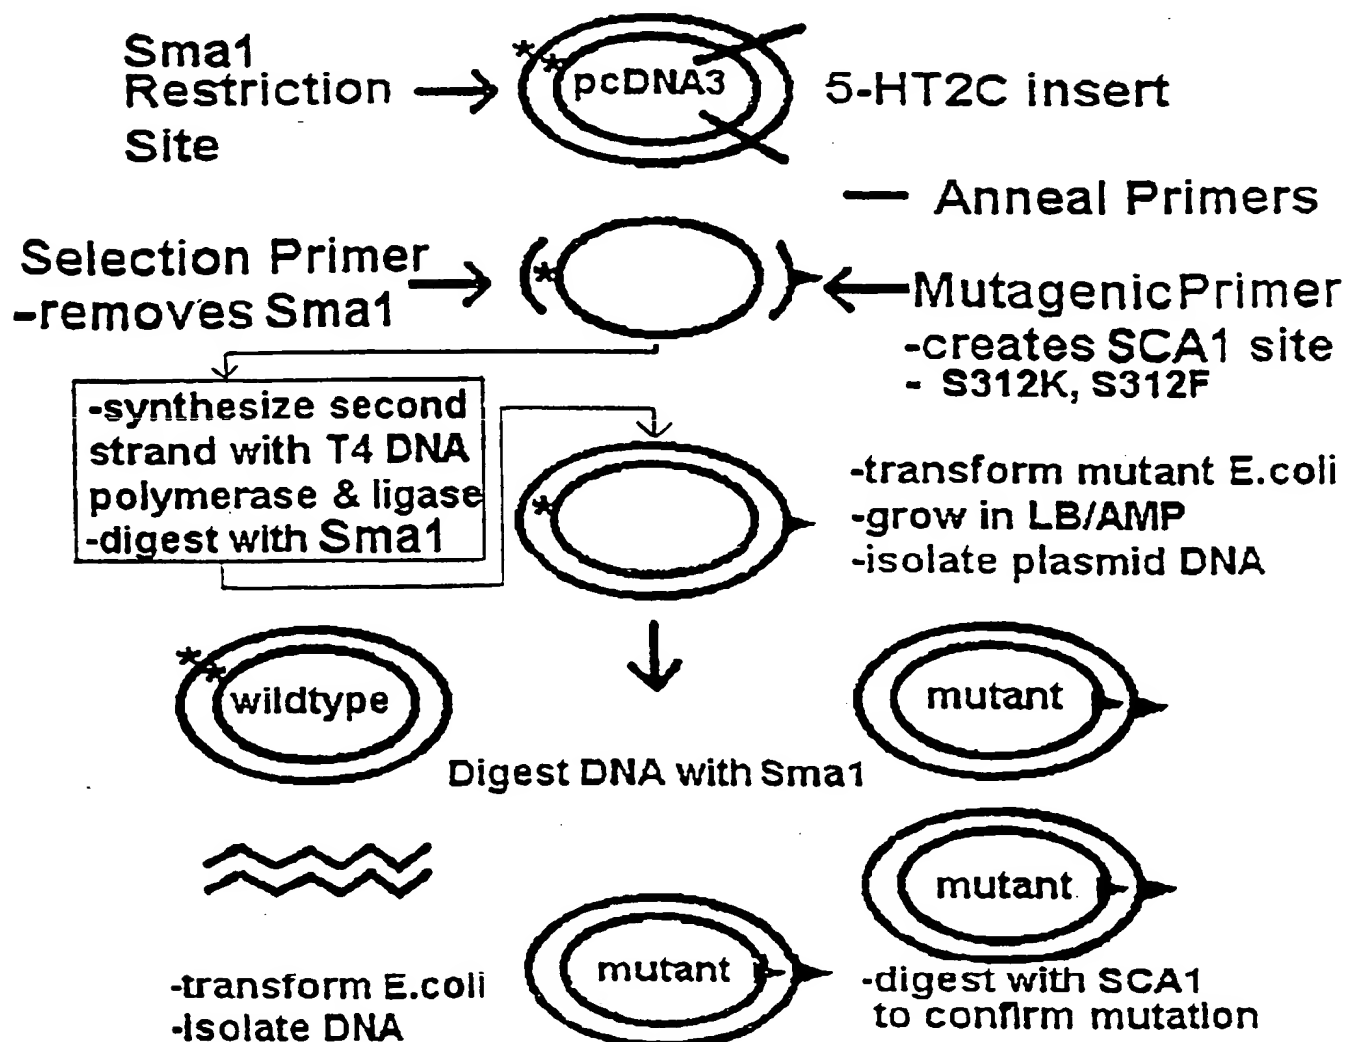 Sma1
Restriction
Site
pcDNA3
5-HT2C insert
Anneal Primers
Selection Primer
-removes Sma1
Mutagenic Primer
-creates SCA1 site
- S312K, S312F
-synthesize second
strand with T4 DNA
polymerase & ligase
-digest with Sma1
-transform mutant E.coli
-grow in LB/AMP
-isolate plasmid DNA
wildtype
mutant
Digest DNA with Sma1
mutant
mutant
-transform E.coli
-isolate DNA
-digest with SCA1
to confirm mutation